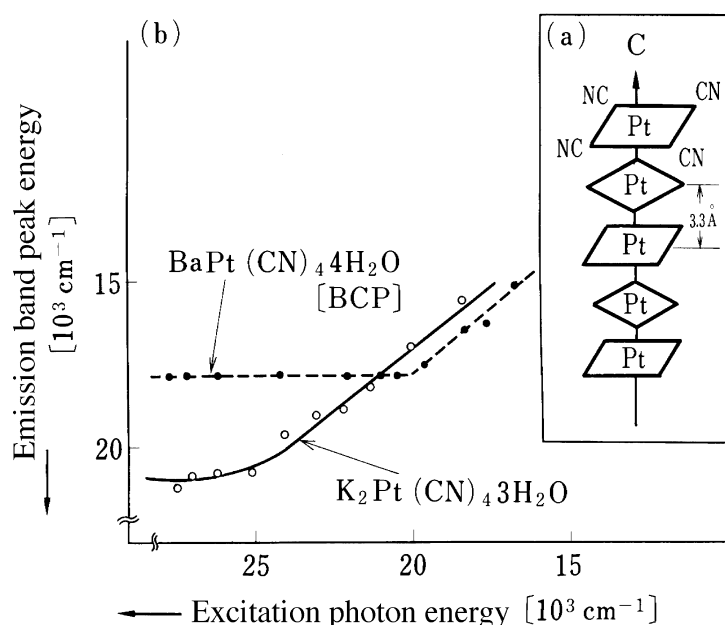 (b)
(a)
C
NC
CN
Pt
NC
CN
Pt
3.3Å
Pt
Pt
Pt
Emission band peak energy
[10³ cm⁻¹]
15
20
BaPt (CN)₄4H₂O
[BCP]
K₂Pt (CN)₄3H₂O
25
20
15
Excitation photon energy [10³ cm⁻¹]